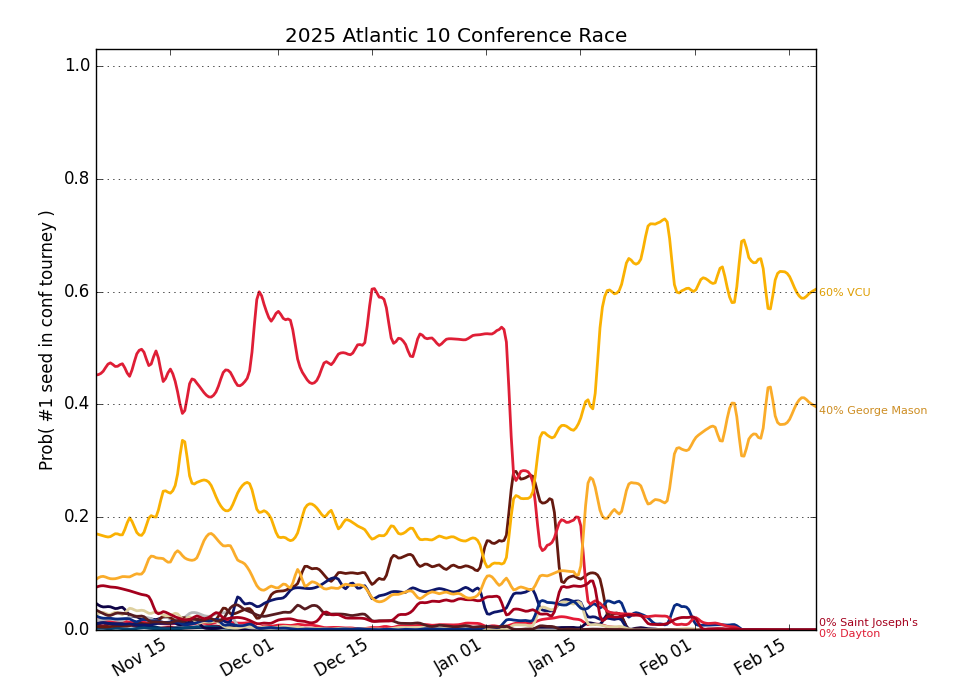 2025 Atlantic 10 Conference Race
Prob( #1 seed in conf tourney )
1.0
0.8
0.6
0.4
0.2
0.0
60% VCU
40% George Mason
0% Saint Joseph's
0% Dayton
Nov 15
Dec 01
Dec 15
Jan 01
Jan 15
Feb 01
Feb 15